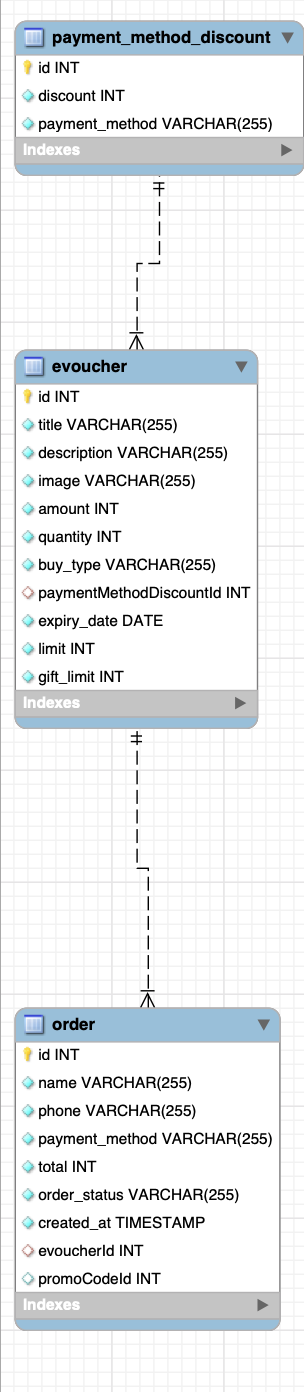 payment_method_discount
id INT
discount INT
payment_method VARCHAR(255)
Indexes
evoucher
id INT
title VARCHAR(255)
description VARCHAR(255)
image VARCHAR(255)
amount INT
quantity INT
buy_type VARCHAR(255)
paymentMethodDiscountId INT
expiry_date DATE
limit INT
gift_limit INT
Indexes
order
id INT
name VARCHAR(255)
phone VARCHAR(255)
payment_method VARCHAR(255)
total INT
order_status VARCHAR(255)
created_at TIMESTAMP
evoucherId INT
promoCodeId INT
Indexes